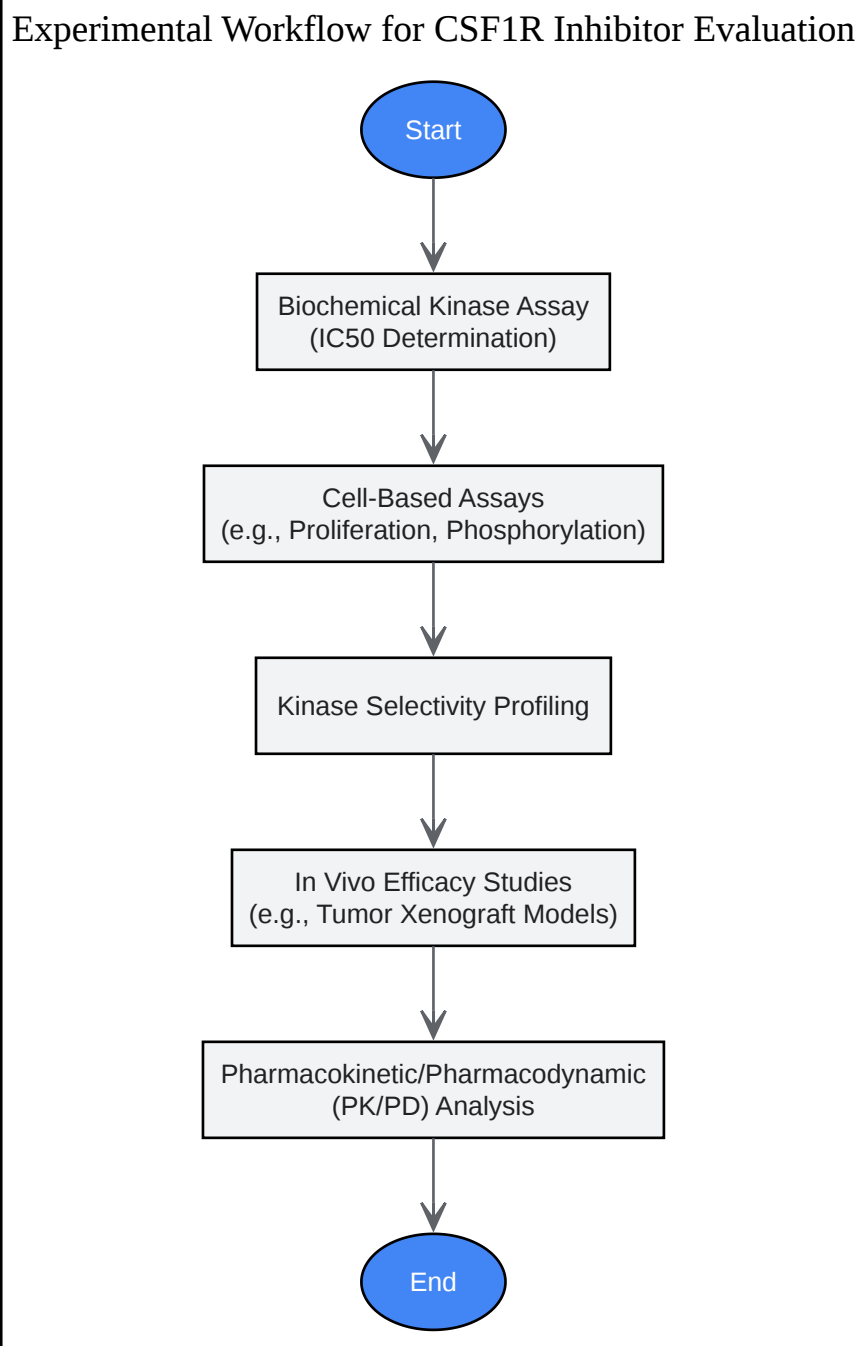 Experimental Workflow for CSF1R Inhibitor Evaluation
Start
Biochemical Kinase Assay
(IC50 Determination)
Cell-Based Assays
(e.g., Proliferation, Phosphorylation)
Kinase Selectivity Profiling
In Vivo Efficacy Studies
(e.g., Tumor Xenograft Models)
Pharmacokinetic/Pharmacodynamic
(PK/PD) Analysis
End